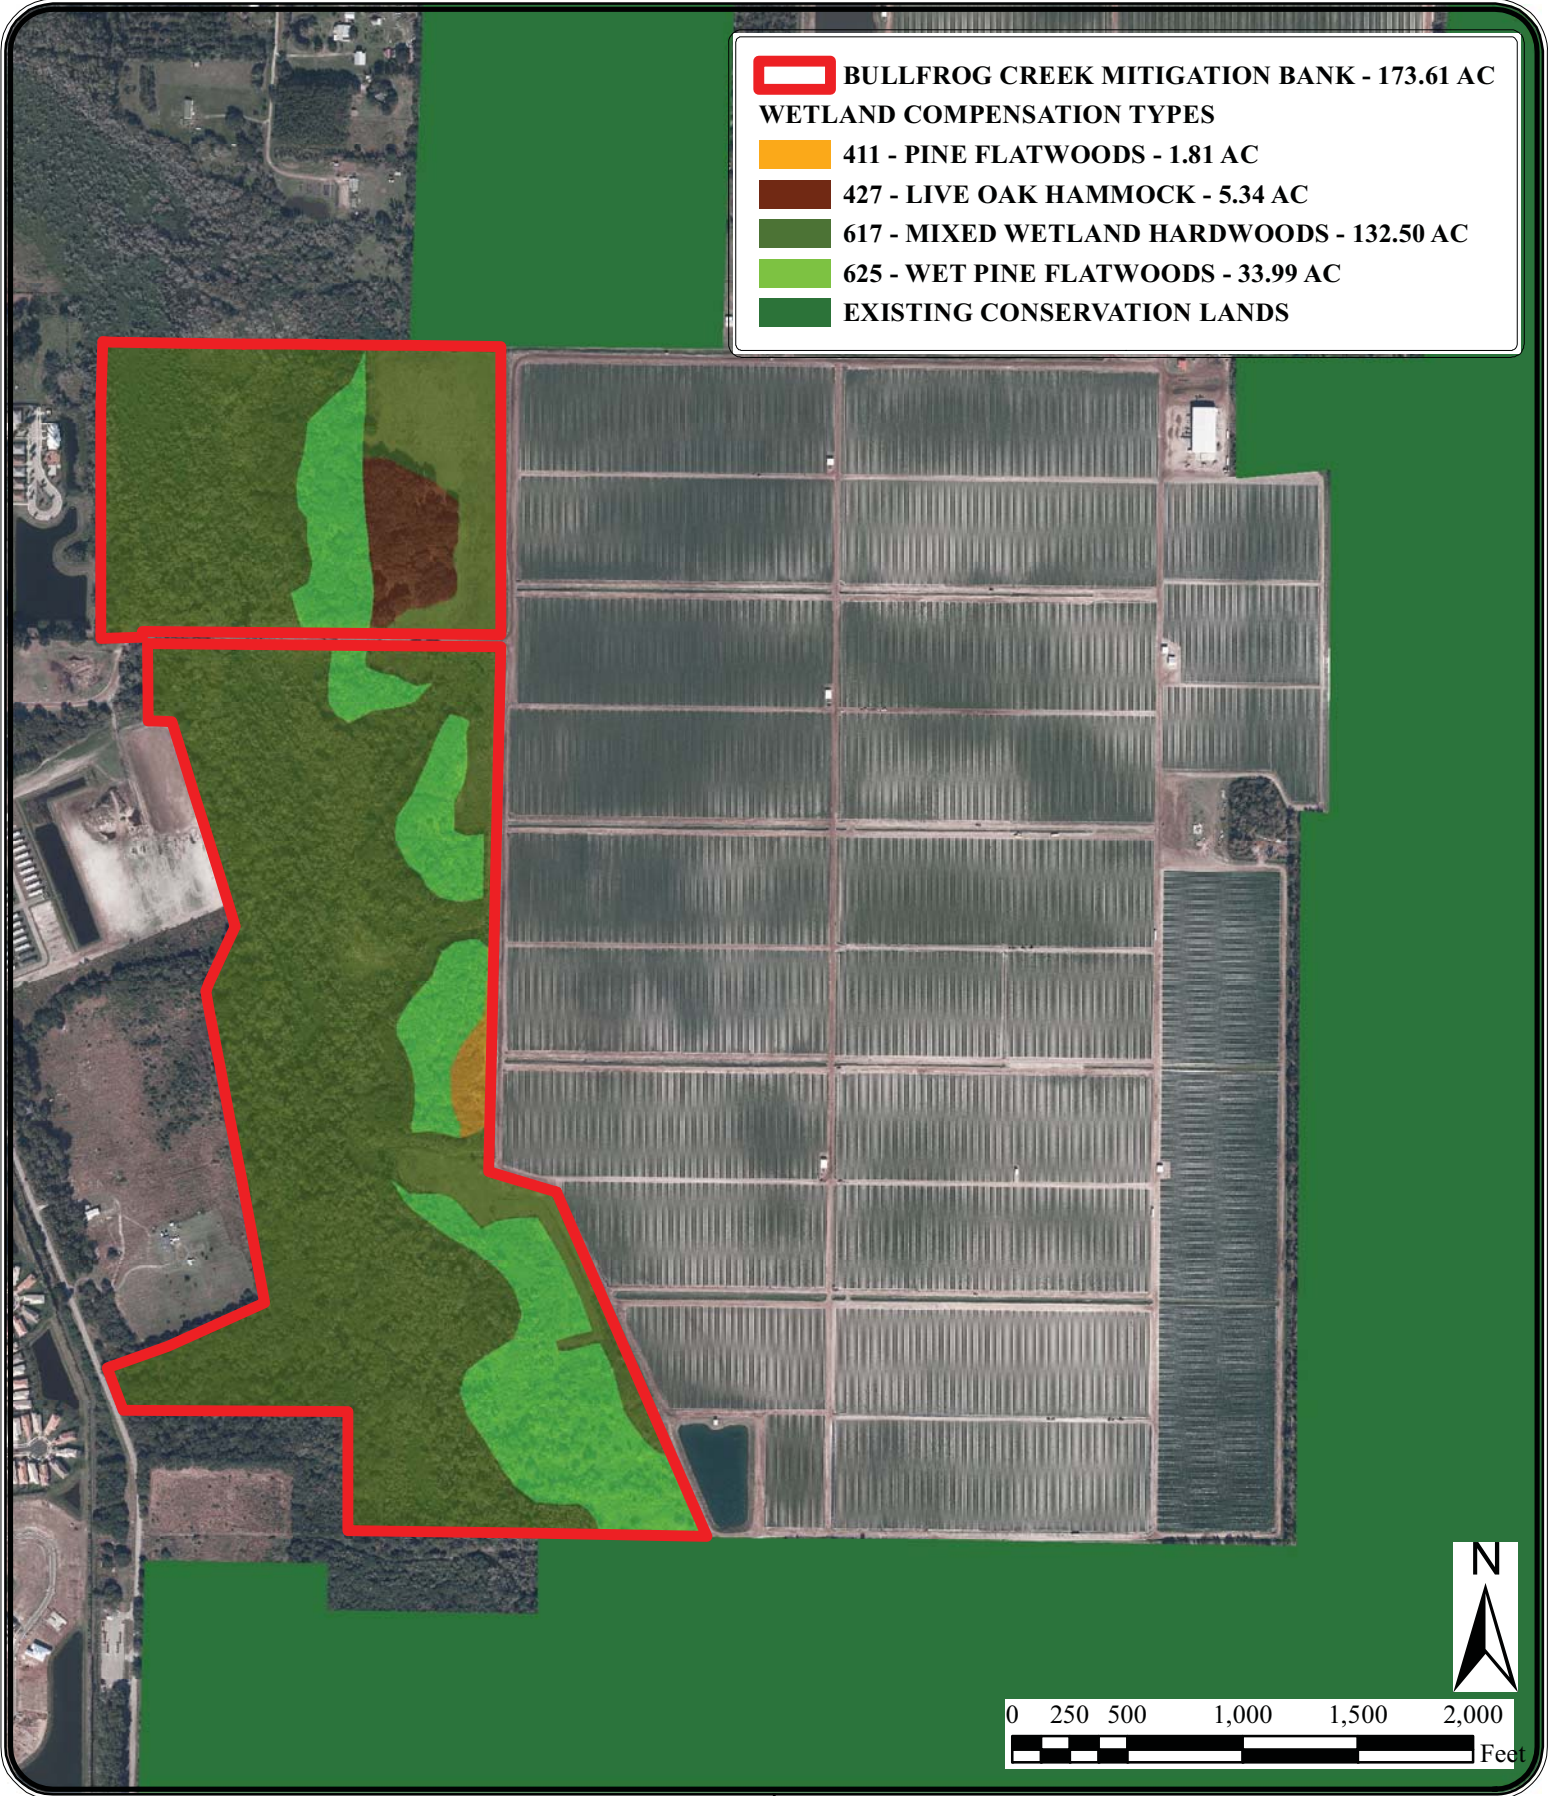 BULLFROG CREEK MITIGATION BANK - 173.61 AC
WETLAND COMPENSATION TYPES
411 - PINE FLATWOODS - 1.81 AC
427 - LIVE OAK HAMMOCK - 5.34 AC
617 - MIXED WETLAND HARDWOODS - 132.50 AC
625 - WET PINE FLATWOODS - 33.99 AC
EXISTING CONSERVATION LANDS
N
0 250 500 1,000 1,500 2,000
Feet